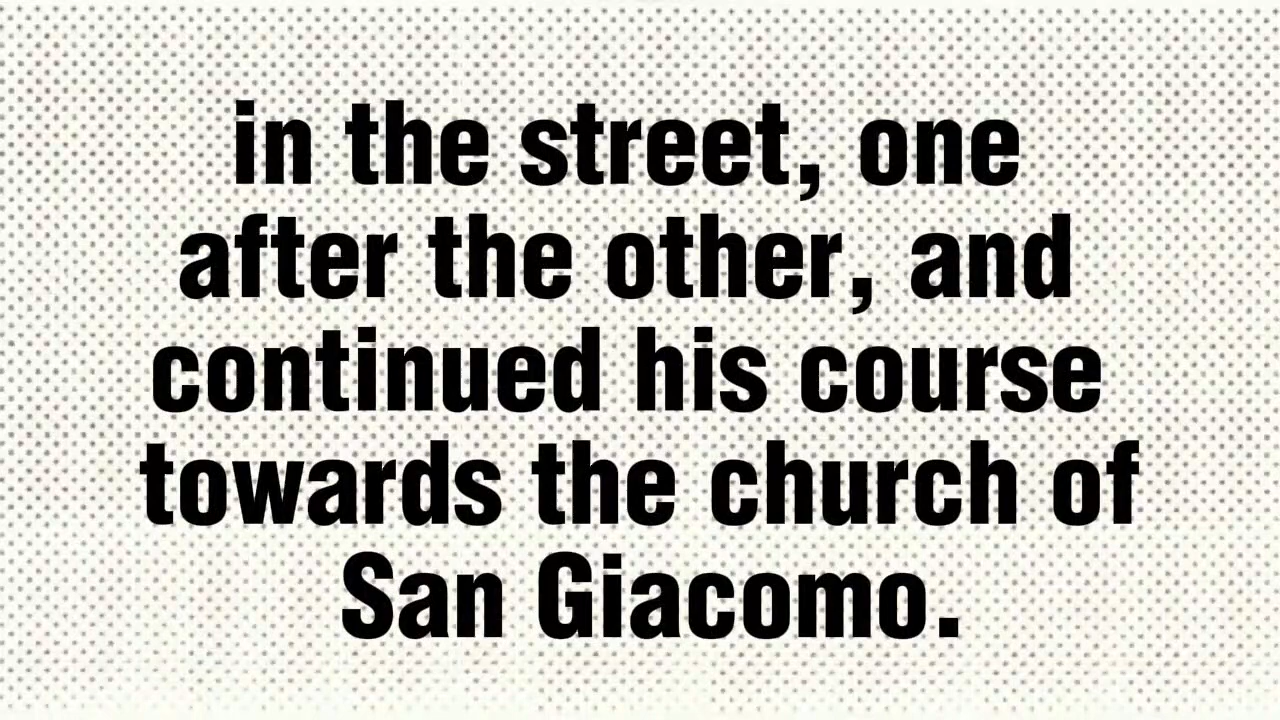 in the street, one
after the other, and
continued his course
towards the church of
San Giacomo.